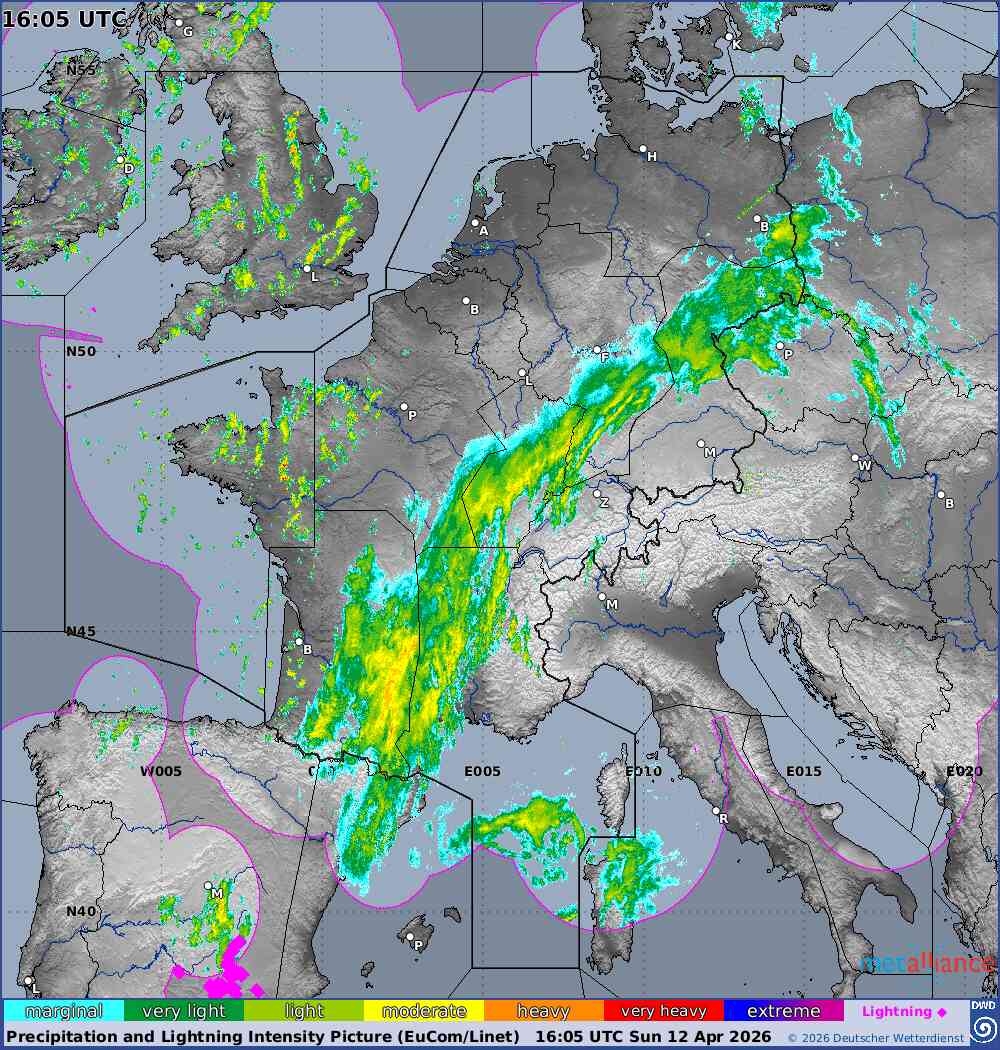 16:05 UTC
G
K
N55
D
H
A
B
B
L
B
N50
F
P
L
P
M
W
Z
B
M
N45
B
W005
E005
E010
E015
E020
R
M
N40
P
L
metalliance
marginal very light light moderate heavy very heavy extreme Lightning
DWD
Precipitation and Lightning Intensity Picture (EuCom/Linet) 16:05 UTC Sun 12 Apr 2026 © 2026 Deutscher Wetterdienst